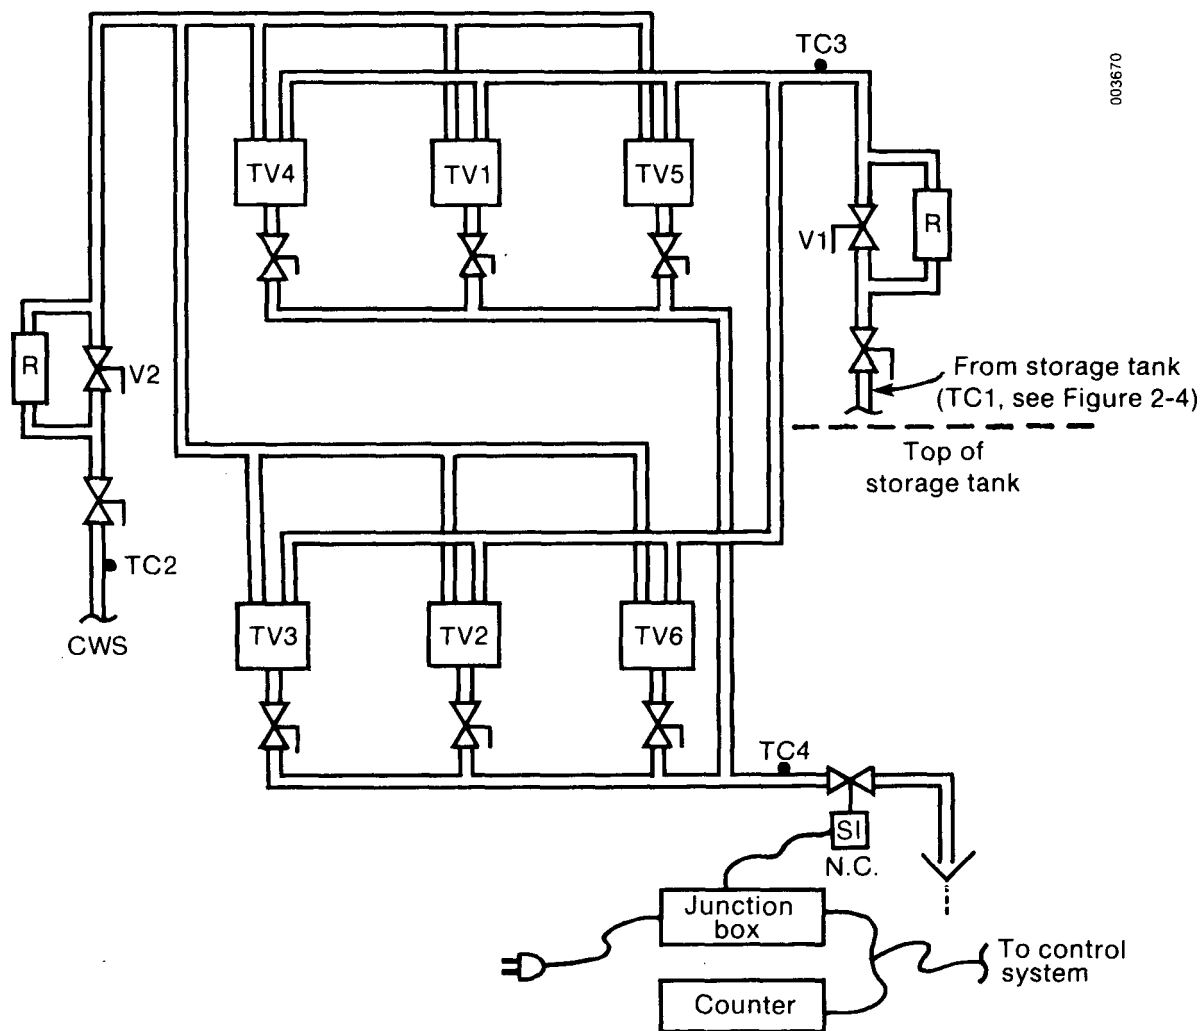 TC3
003670
TV4
TV1
TV5
V1
R
R
V2
From storage tank
(TC1, see Figure 2-4)
Top of
storage tank
TC2
CWS
TV3
TV2
TV6
TC4
SI
N.C.
Junction
box
To control
system
Counter